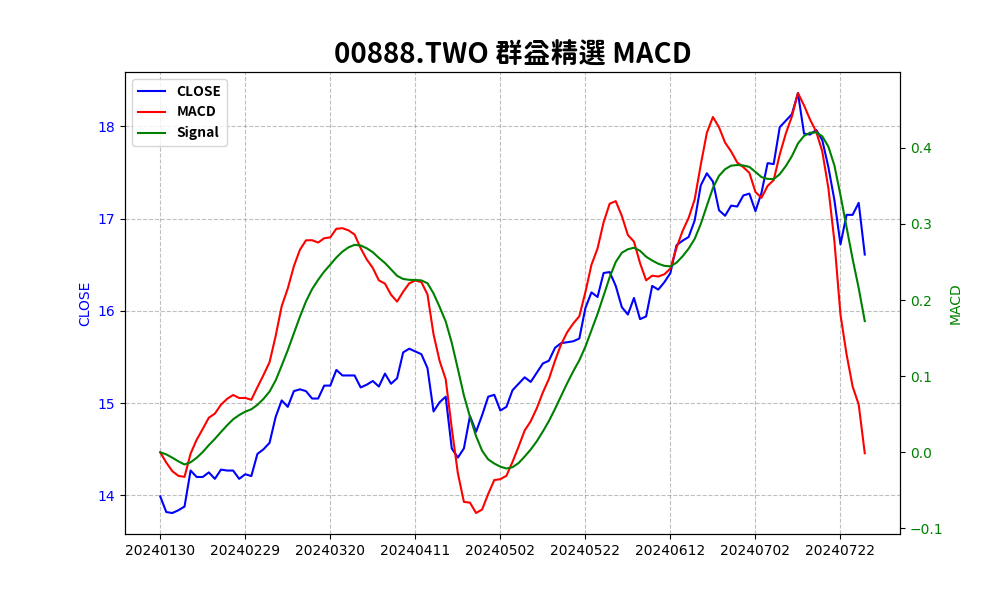 00888.TWO 群益精選 MACD
CLOSE
MACD
Signal
18
17
16
15
14
CLOSE
0.4
0.3
0.2
0.1
0.0
−0.1
MACD
20240130 20240229 20240320 20240411 20240502 20240522 20240612 20240702 20240722